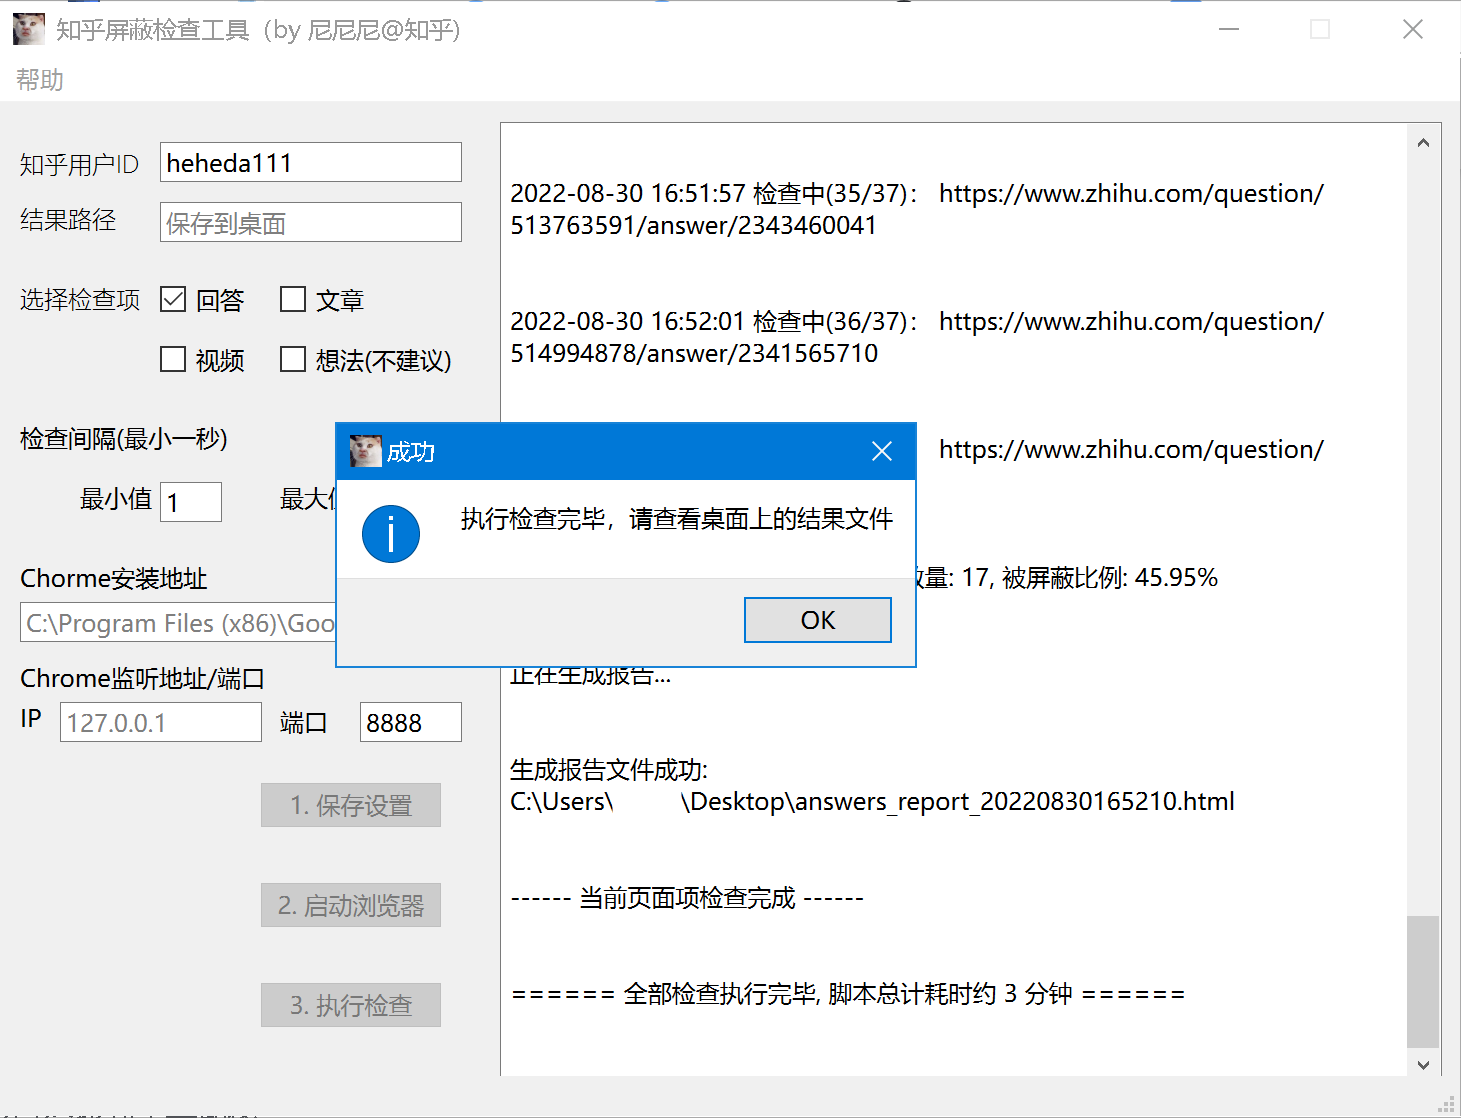 知乎屏蔽检查工具（by 尼尼尼@知乎）
帮助
知乎用户ID
heheda111
结果路径
保存到桌面
选择检查项
回答
文章
视频
想法(不建议)
检查间隔(最小一秒)
最小值
1
最大
Chorme安装地址
C:\Program Files (x86)\Goo
Chrome监听地址/端口
IP
127.0.0.1
端口
8888
1. 保存设置
2. 启动浏览器
3. 执行检查
2022-08-30 16:51:57 检查中(35/37)： https://www.zhihu.com/question/
513763591/answer/2343460041
2022-08-30 16:52:01 检查中(36/37)： https://www.zhihu.com/question/
514994878/answer/2341565710
https://www.zhihu.com/question/
成功
执行检查完毕，请查看桌面上的结果文件
OK
量: 17, 被屏蔽比例: 45.95%
正在生成报告...
生成报告文件成功:
C:\Users\ \Desktop\answers_report_20220830165210.html
------ 当前页面项检查完成 ------
====== 全部检查执行完毕, 脚本总计耗时约 3 分钟 ======